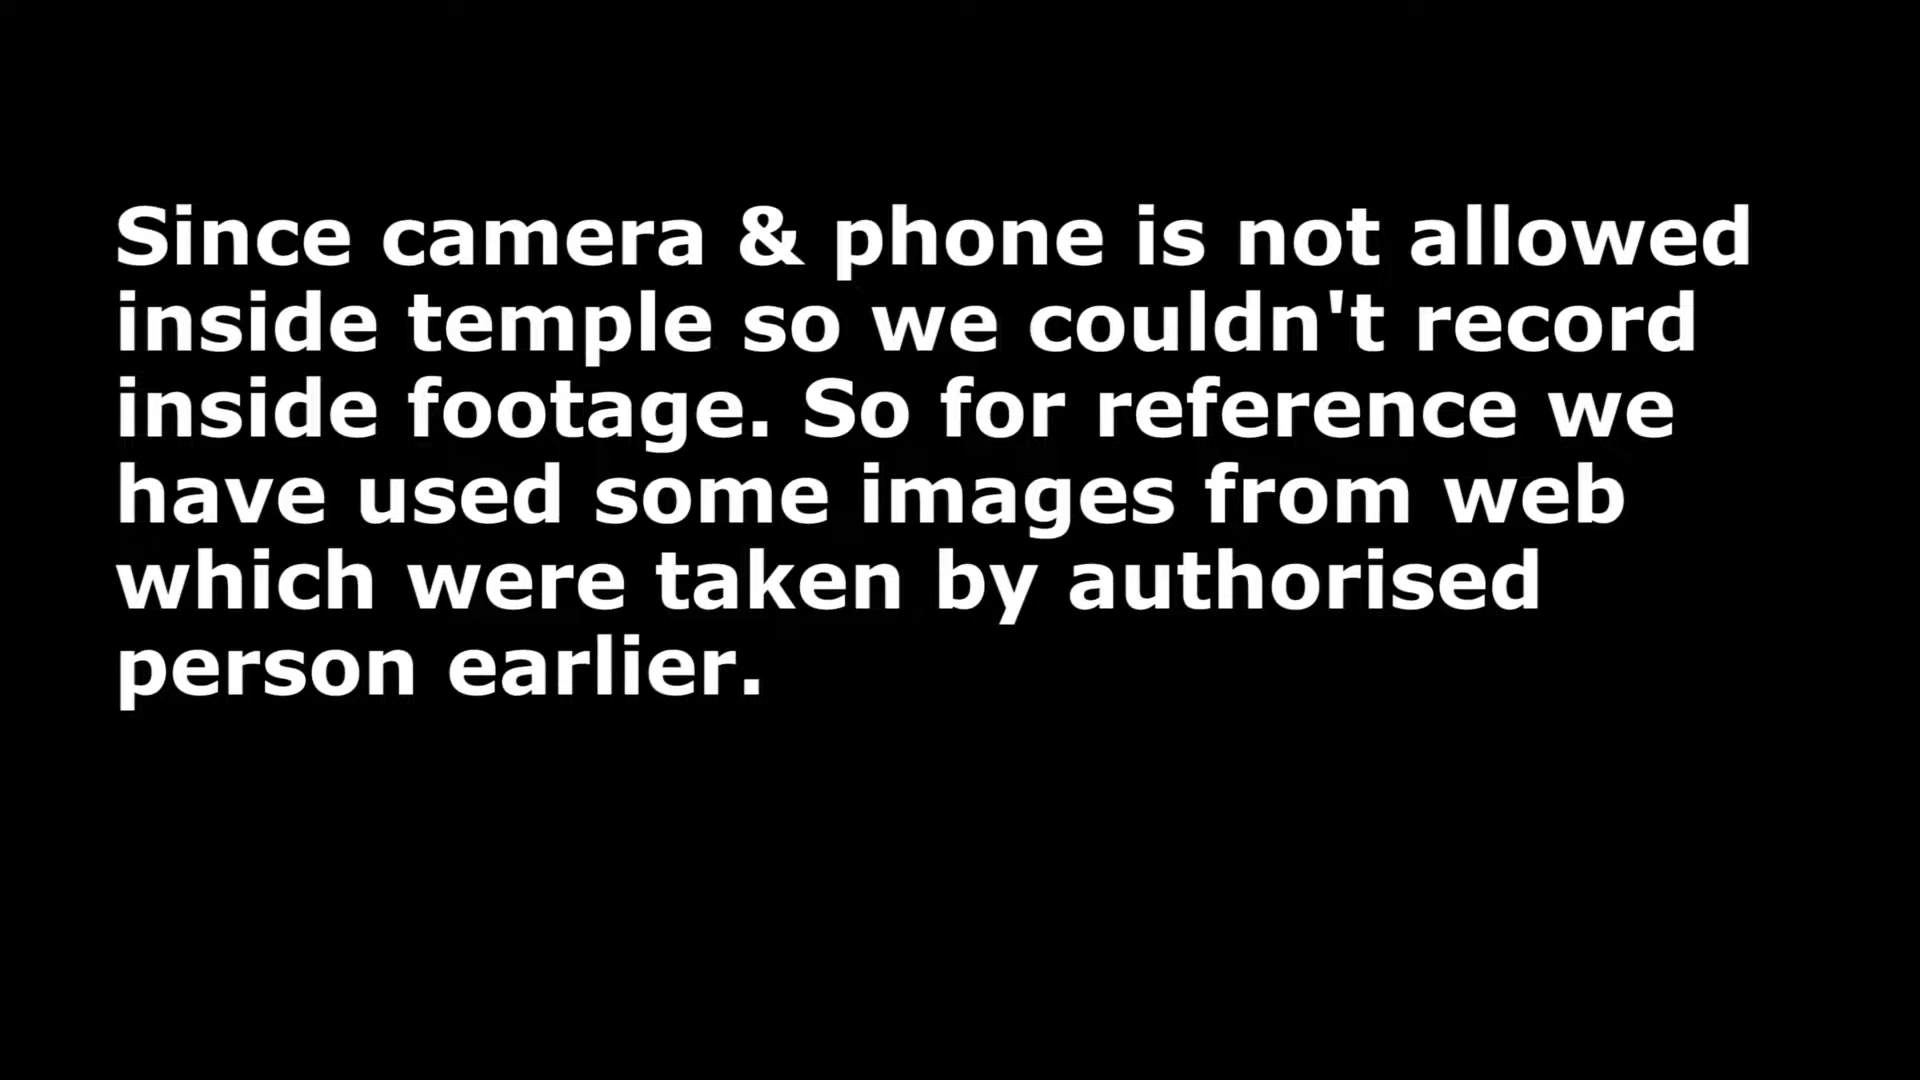 Since camera & phone is not allowed
inside temple so we couldn't record
inside footage. So for reference we
have used some images from web
which were taken by authorised
person earlier.